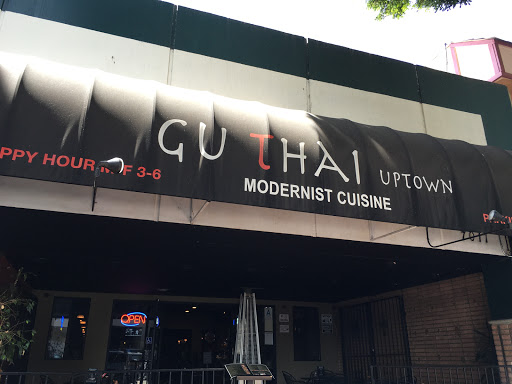 GU THAI UPTOWN
MODERNIST CUISINE
PPY HOUR M-F 3-6
OPEN